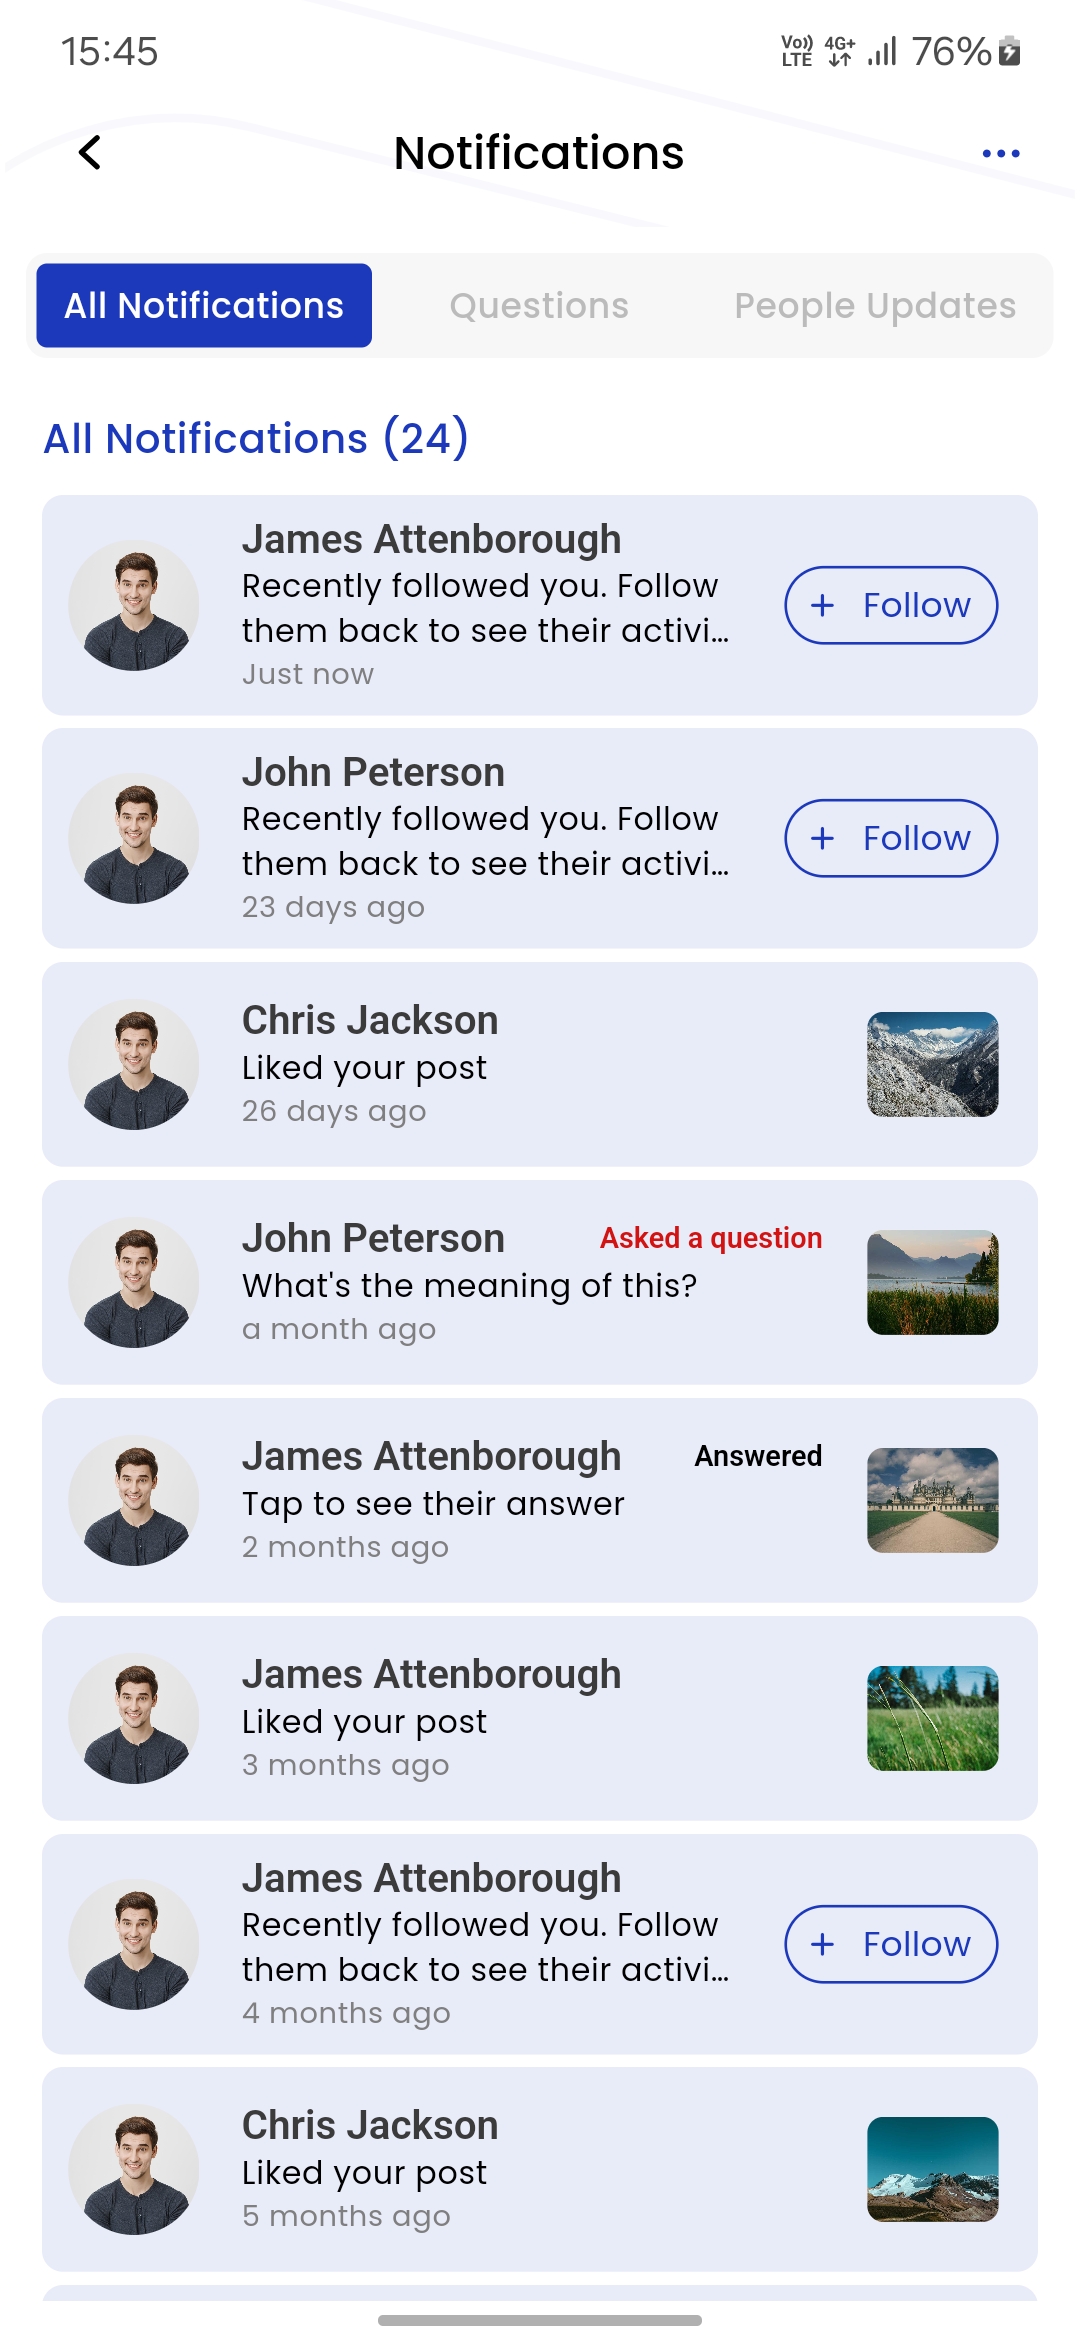 15:45
Vo)) LTE 4G+ 76%
Notifications
All Notifications
Questions
People Updates
All Notifications (24)
James Attenborough
Recently followed you. Follow
them back to see their activi...
Just now
+ Follow
John Peterson
Recently followed you. Follow
them back to see their activi...
23 days ago
+ Follow
Chris Jackson
Liked your post
26 days ago
John Peterson
Asked a question
What's the meaning of this?
a month ago
James Attenborough
Answered
Tap to see their answer
2 months ago
James Attenborough
Liked your post
3 months ago
James Attenborough
Recently followed you. Follow
them back to see their activi...
4 months ago
+ Follow
Chris Jackson
Liked your post
5 months ago